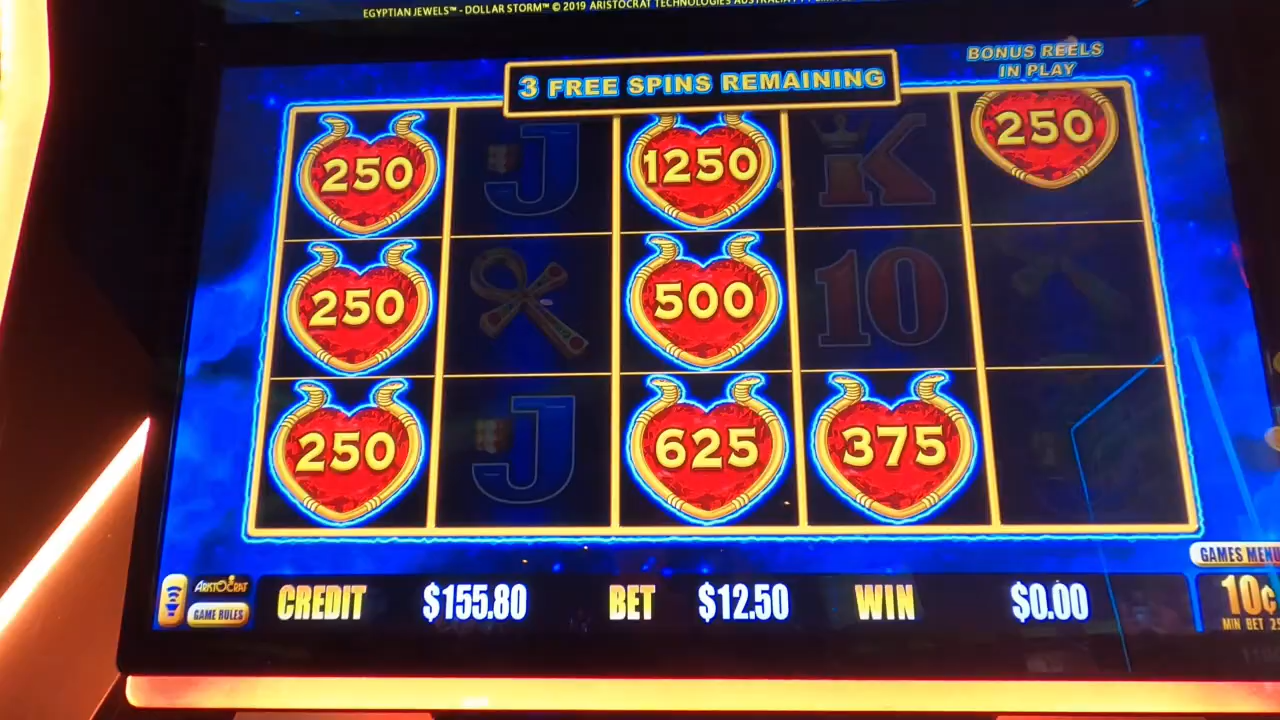 EGYPTIAN JEWELS™ - DOLLAR STORM™ © 2019 ARISTOCRAT TECHNOLOGIES AUSTRALIA
3 FREE SPINS REMAINING
BONUS REELS
IN PLAY
250 J 1250 K 250
250 500 10
250 J 625 375
GAMES MENU
ARISTOCRAT
GAME RULES
CREDIT $155.80 BET $12.50 WIN $0.00
10¢
MIN BET